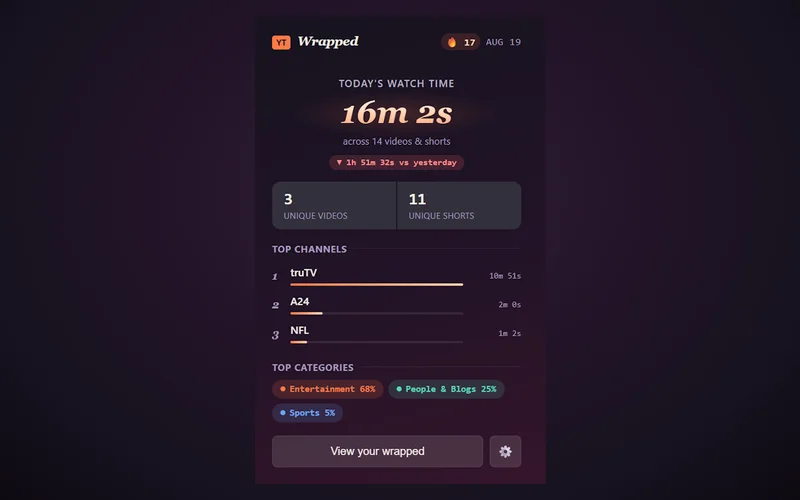 YT Wrapped 🔥 17 AUG 19
TODAY'S WATCH TIME
16m 2s
across 14 videos & shorts
▼ 1h 51m 32s vs yesterday
3 11
UNIQUE VIDEOS UNIQUE SHORTS
TOP CHANNELS
1 truTV 10m 51s
2 A24 2m 0s
3 NFL 1m 2s
TOP CATEGORIES
Entertainment 68% People & Blogs 25%
Sports 5%
View your wrapped